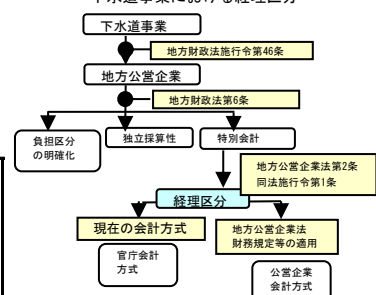 下水道事業における経理区分
下水道事業
地方財政法施行令第46条
地方公営企業
地方財政法第6条
負担区分
の明確化
独立採算性
特別会計
地方公営企業法第2条
同法施行令第1条
経理区分
現在の会計方式
地方公営企業法
財務規定等の適用
官庁会計
方式
公営企業
会計方式